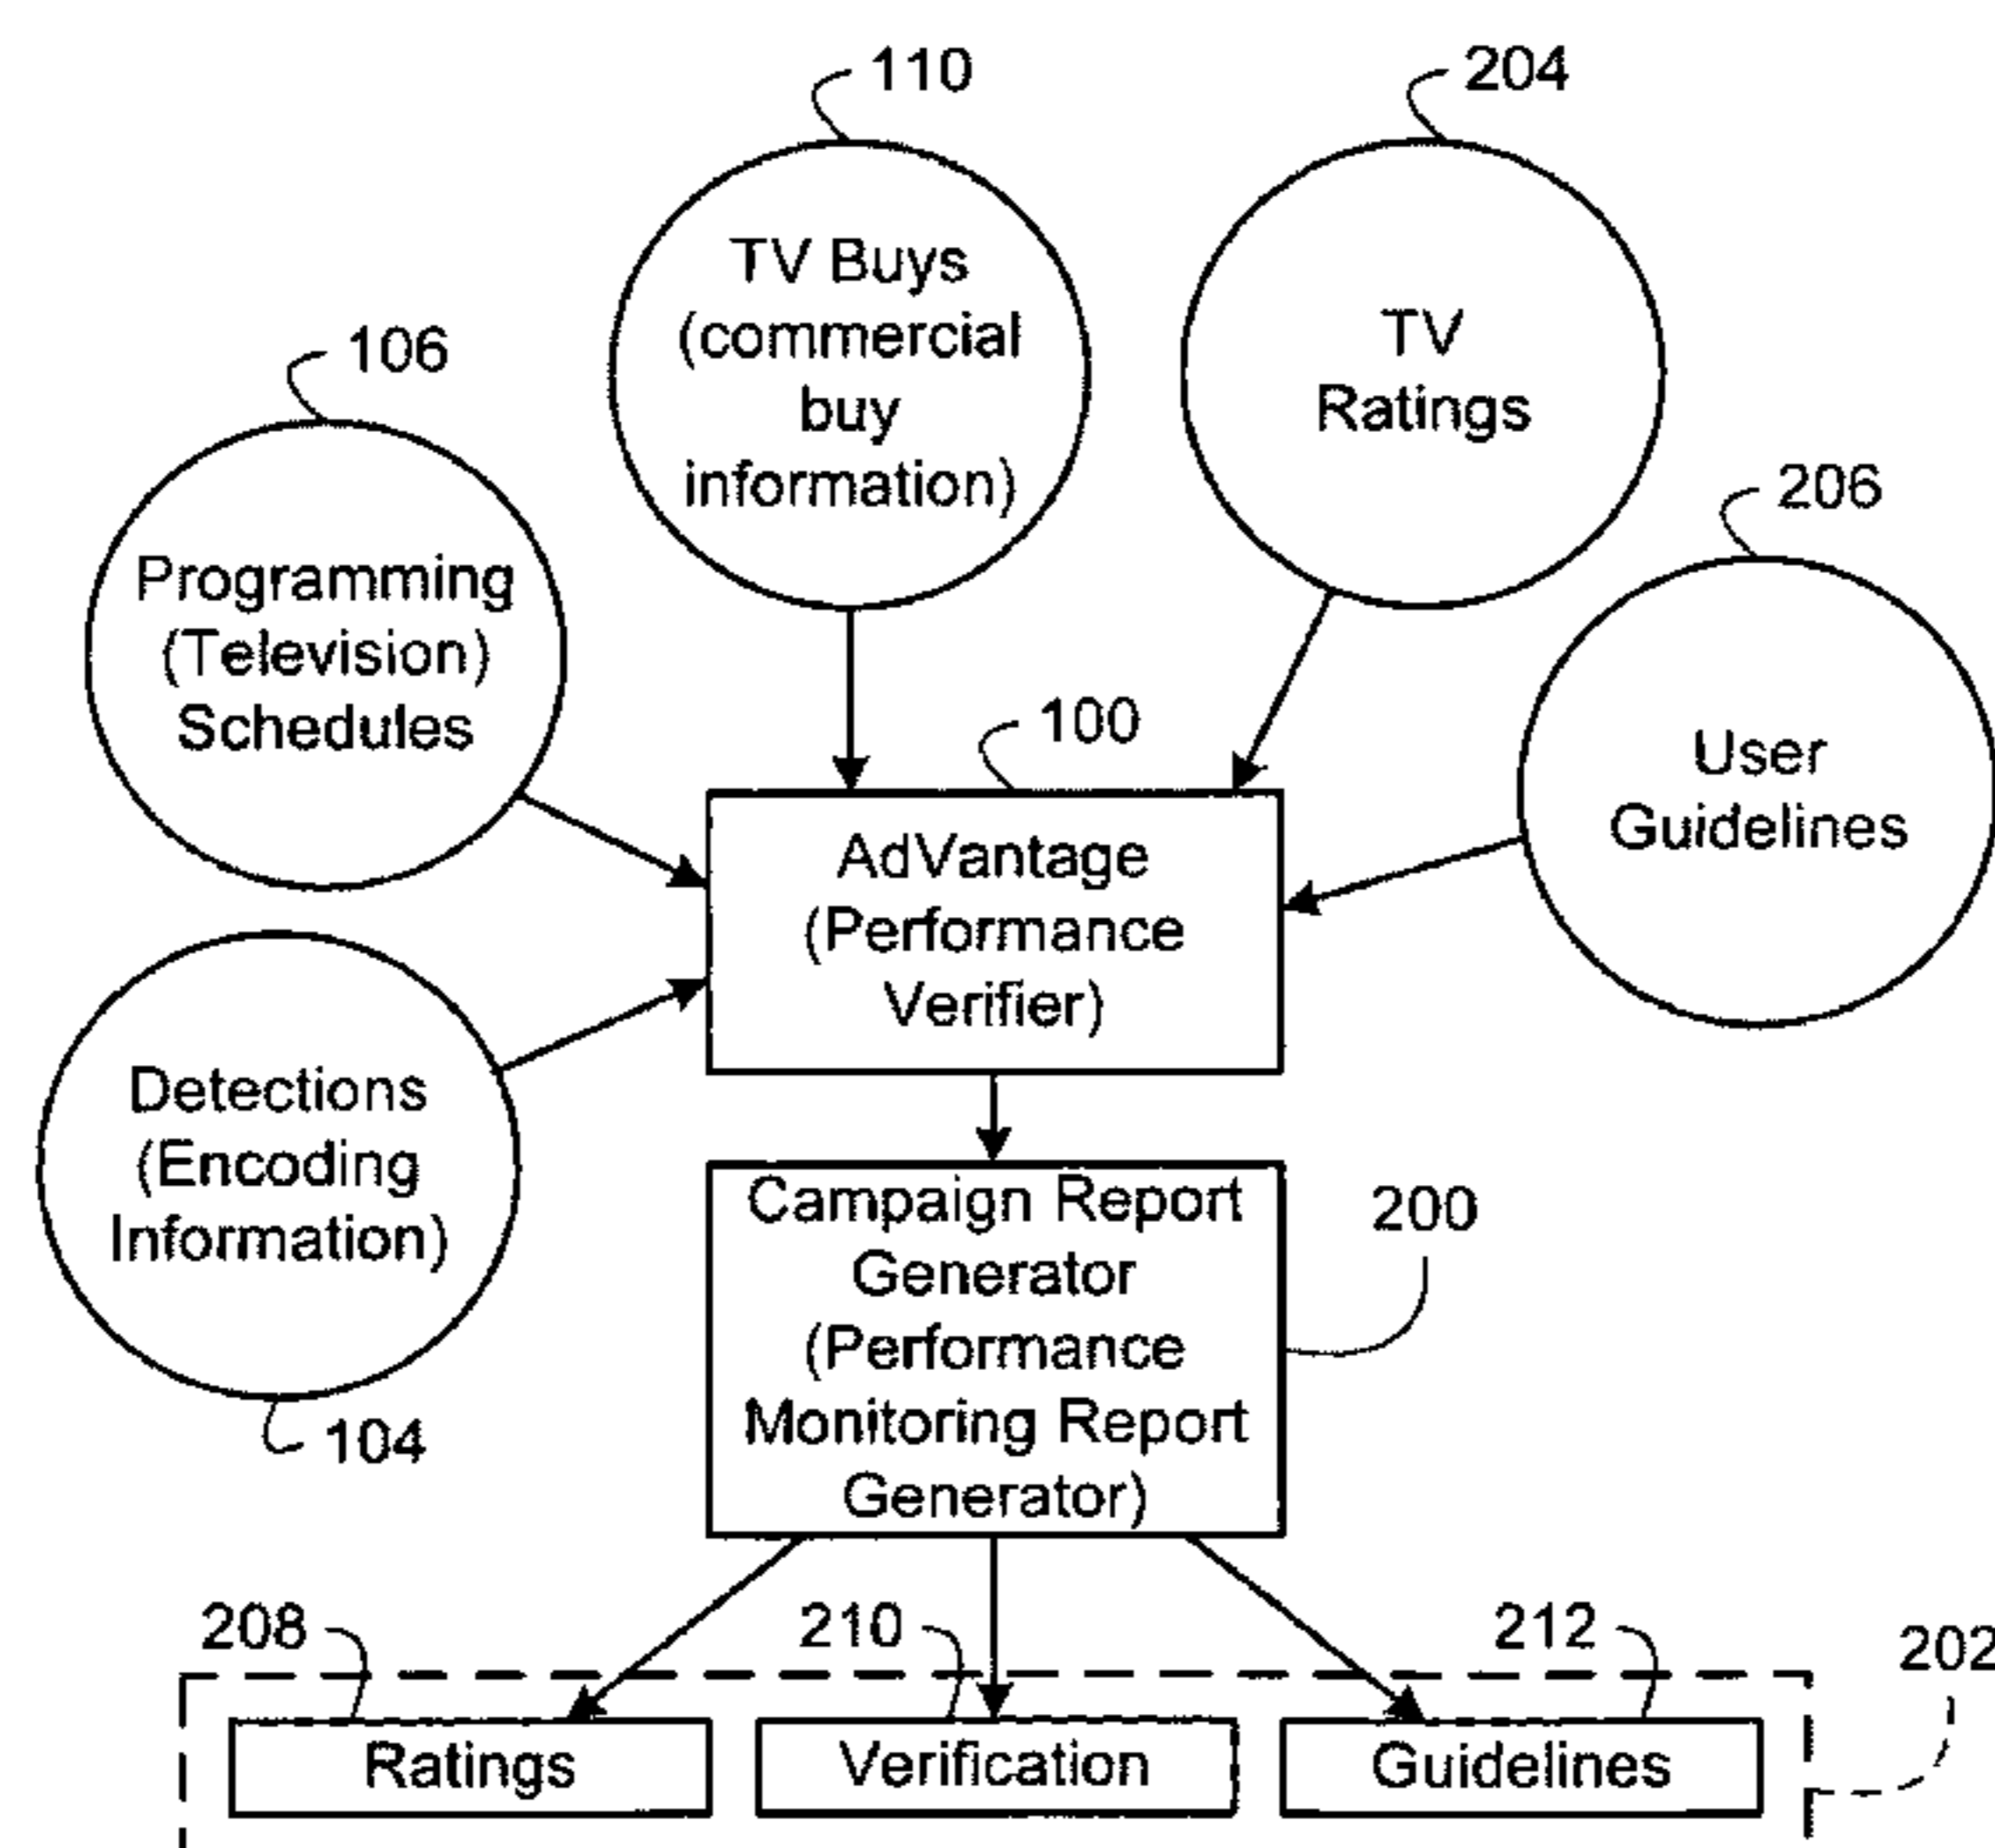 110
204
TV Buys
(commercial
buy
information)
TV
Ratings
106
206
Programming
(Television)
Schedules
User
Guidelines
100
AdVantage
(Performance
Verifier)
Detections
(Encoding
Information)
104
Campaign Report
Generator
(Performance
Monitoring Report
Generator)
200
208
210
212
202
Ratings
Verification
Guidelines